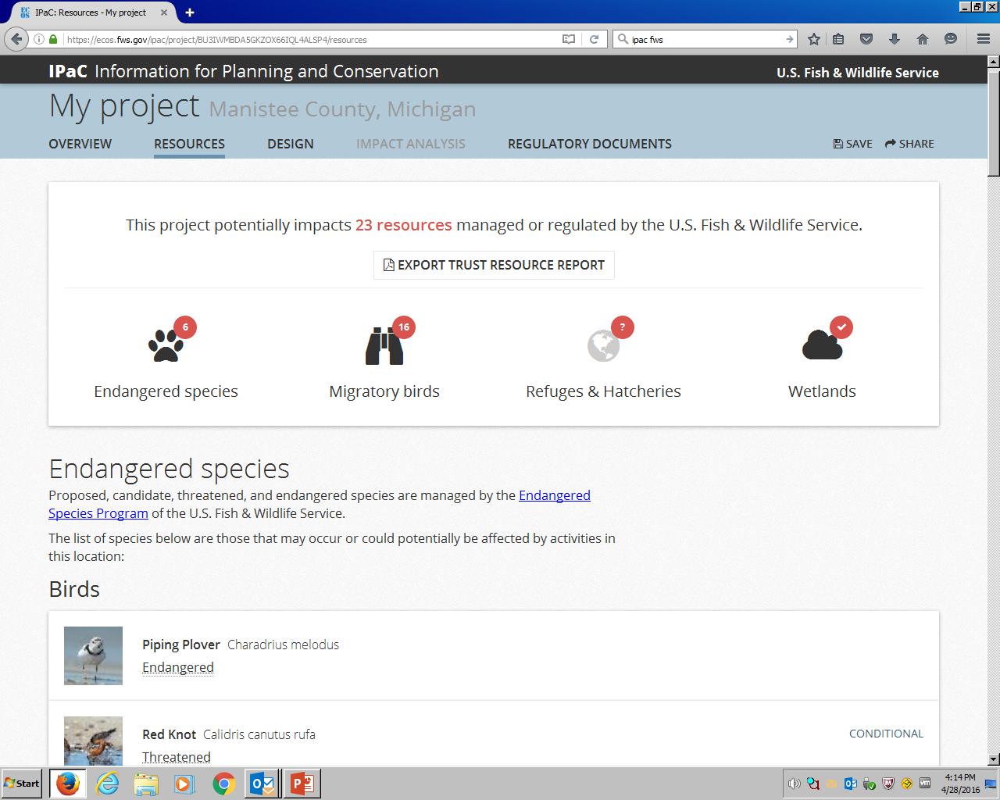 IPaC: Resources - My project
https://ecos.fws.gov/ipac/project/BU3IWMBDA5GKZOX66IQL4ALSP4/resources
ipac fws
IPaC Information for Planning and Conservation
U.S. Fish & Wildlife Service
My project Manistee County, Michigan
OVERVIEW RESOURCES DESIGN IMPACT ANALYSIS REGULATORY DOCUMENTS SAVE SHARE
This project potentially impacts 23 resources managed or regulated by the U.S. Fish & Wildlife Service.
EXPORT TRUST RESOURCE REPORT
6 16 ?
Endangered species Migratory birds Refuges & Hatcheries Wetlands
Endangered species
Proposed, candidate, threatened, and endangered species are managed by the Endangered
Species Program of the U.S. Fish & Wildlife Service.
The list of species below are those that may occur or could potentially be affected by activities in
this location:
Birds
Piping Plover Charadrius melodus
Endangered
Red Knot Calidris canutus rufa
CONDITIONAL
Threatened
Start
4:14 PM
4/28/2016